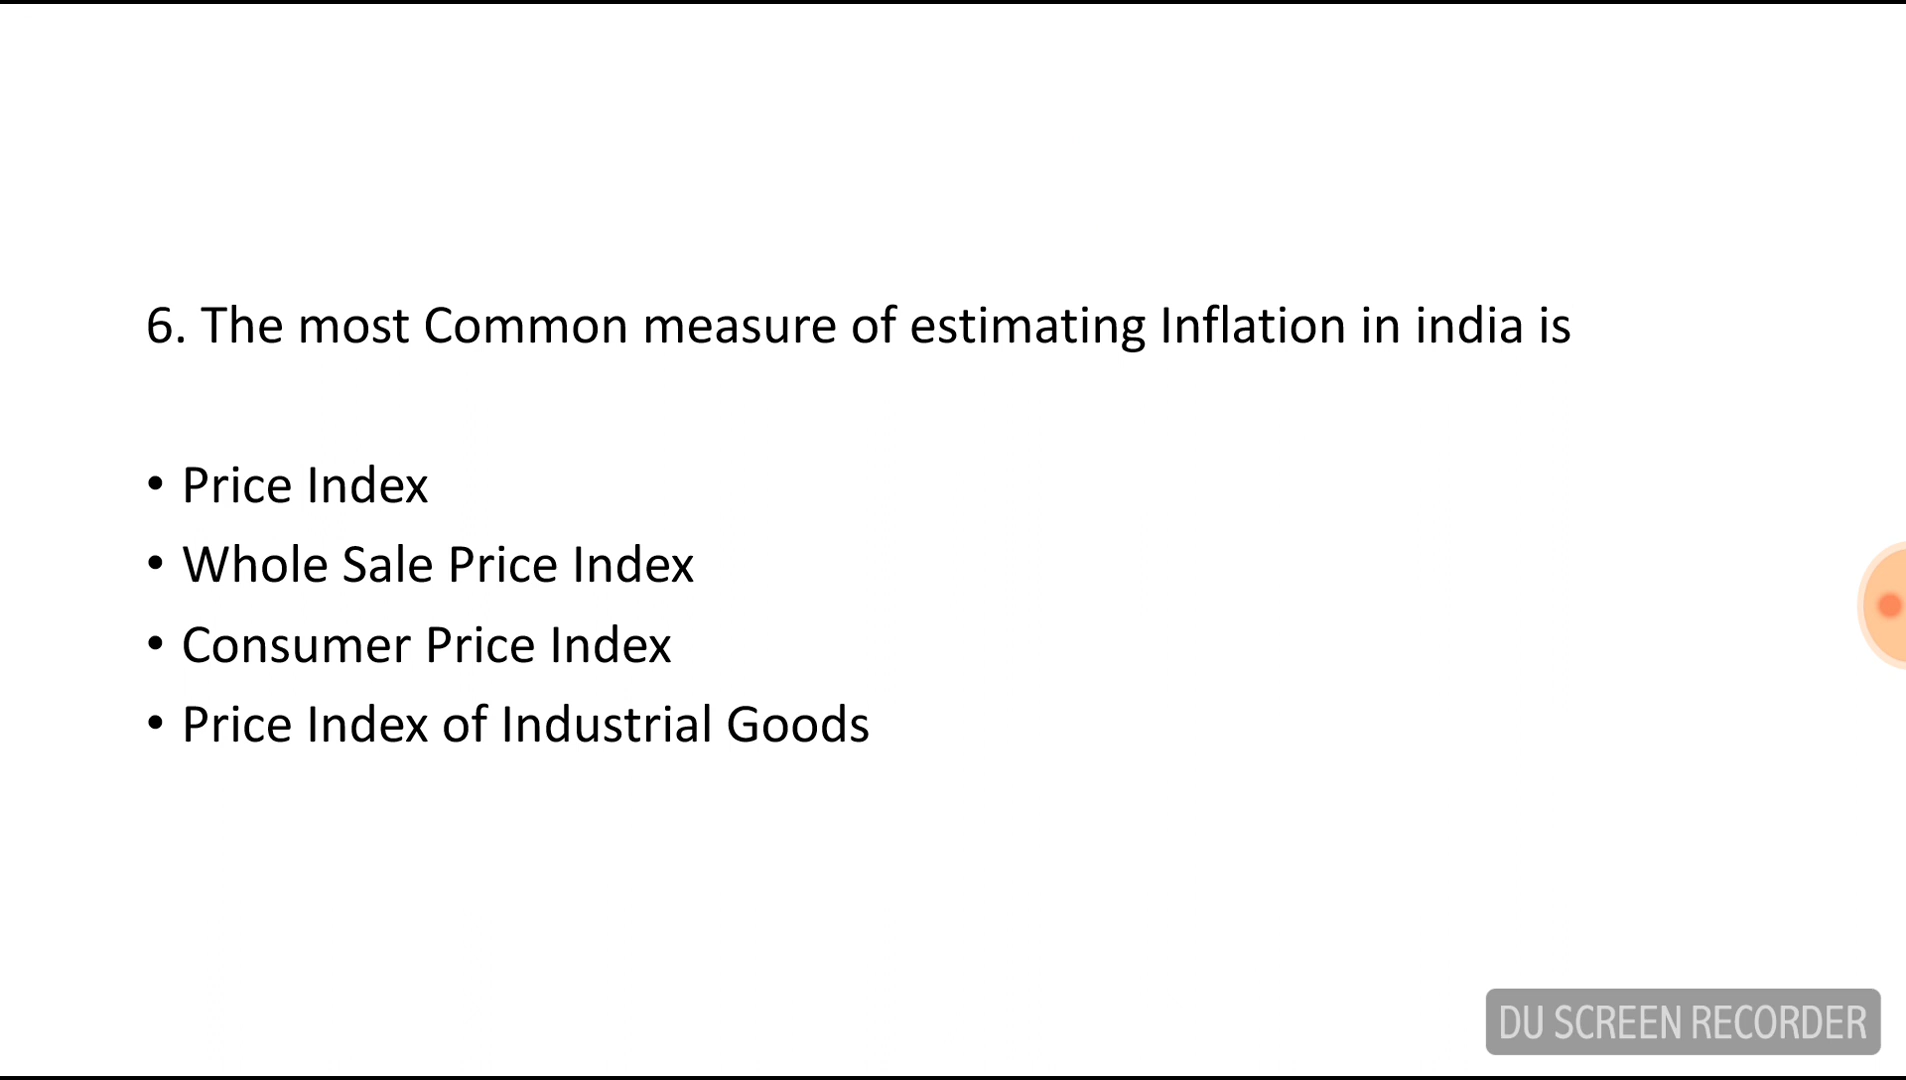 6. The most Common measure of estimating Inflation in india is
• Price Index
• Whole Sale Price Index
• Consumer Price Index
• Price Index of Industrial Goods
DU SCREEN RECORDER